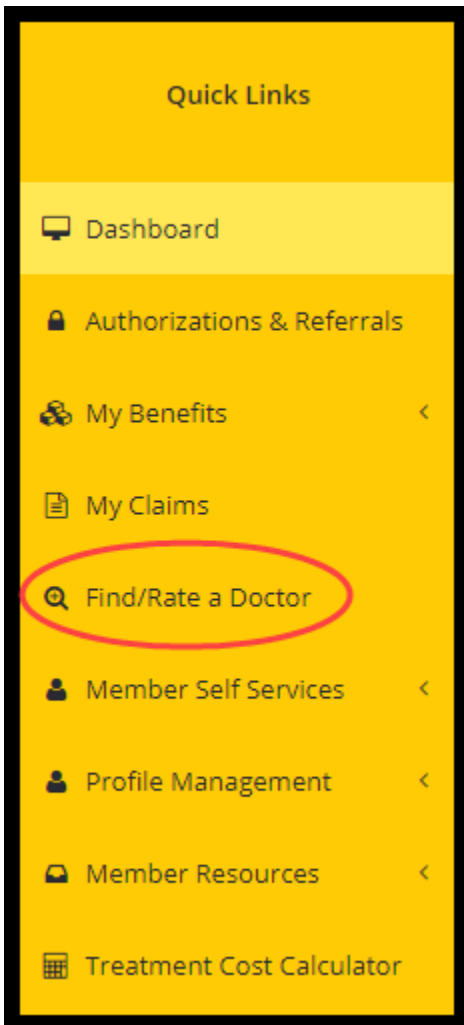 Quick Links
Dashboard
Authorizations & Referrals
My Benefits
My Claims
Find/Rate a Doctor
Member Self Services
Profile Management
Member Resources
Treatment Cost Calculator